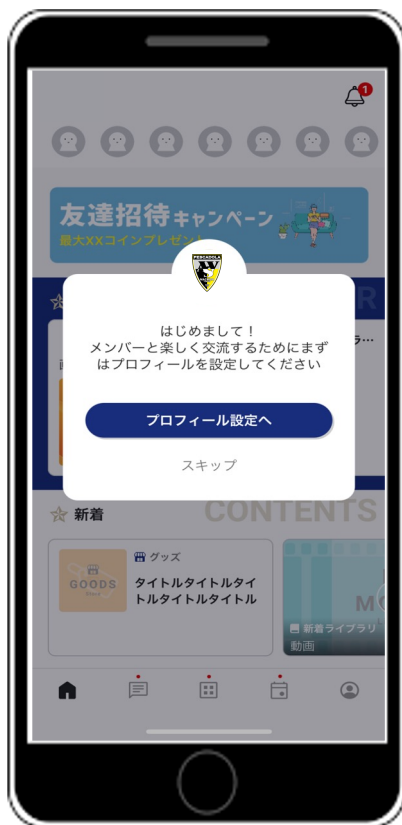 1
友達招待キャンペーン
最大XXコインプレゼント
PESCADOLA
はじめまして！
メンバーと楽しく交流するためにまず
はプロフィールを設定してください
プロフィール設定へ
スキップ
新着
CONTENTS
グッズ
GOODS
タイトルタイトルタイ
トルタイトルタイトル
新着ライブラリ
動画